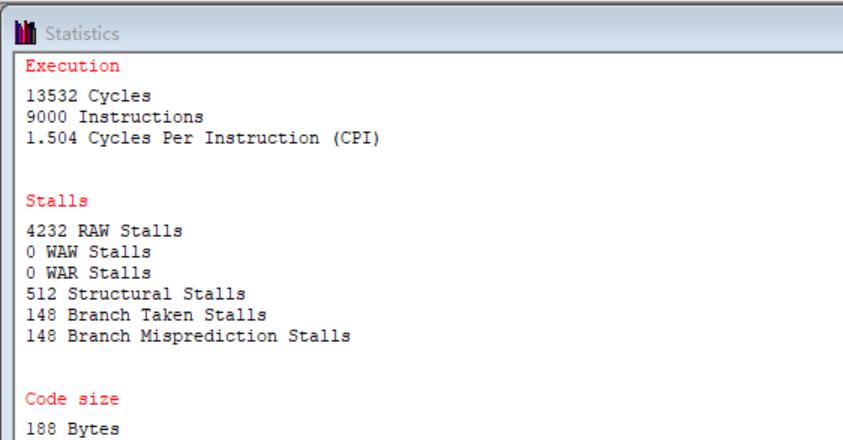 Statistics
Execution
13532 Cycles
9000 Instructions
1.504 Cycles Per Instruction (CPI)
Stalls
4232 RAW Stalls
0 WAW Stalls
0 WAR Stalls
512 Structural Stalls
148 Branch Taken Stalls
148 Branch Misprediction Stalls
Code size
188 Bytes